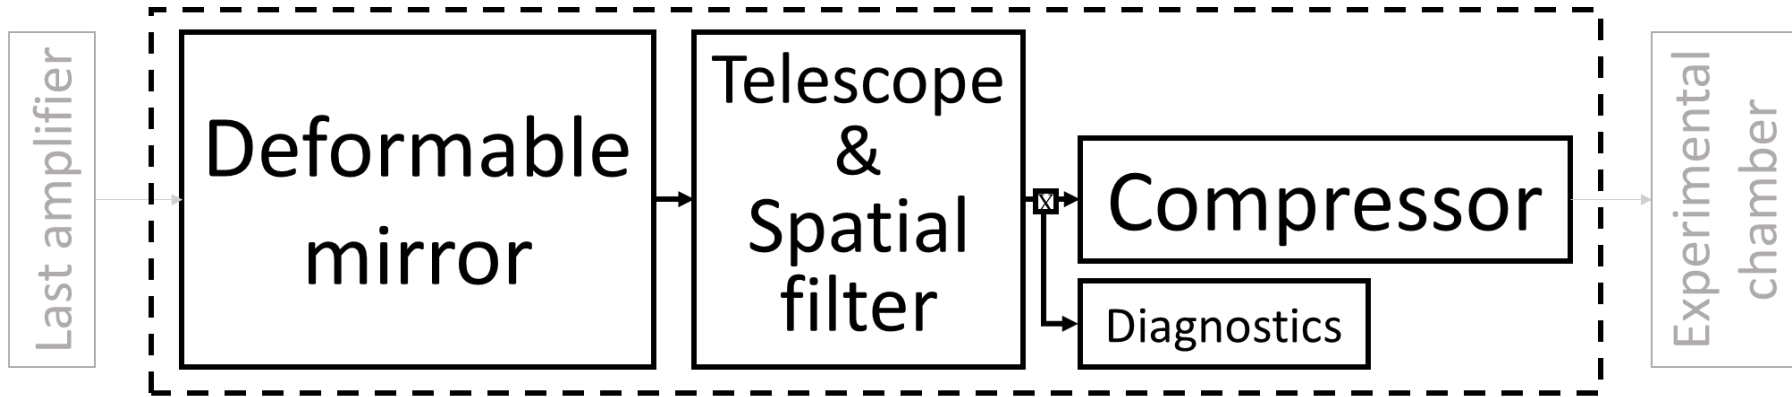 Last amplifier
Deformable
mirror
Telescope
&
Spatial
filter
X
Compressor
Diagnostics
Experimental
chamber